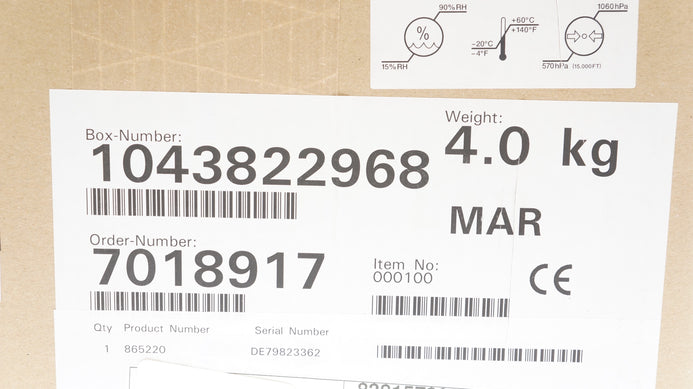 90%RH
%
15%RH
+60°C
+140°F
-20°C
-4°F
1060hPa
570hPa (15,000FT)
Box-Number:
1043822968
Weight:
4.0 kg
MAR
Order-Number:
7018917
Item No:
000100
CE
Qty Product Number Serial Number
1 865220 DE79823362